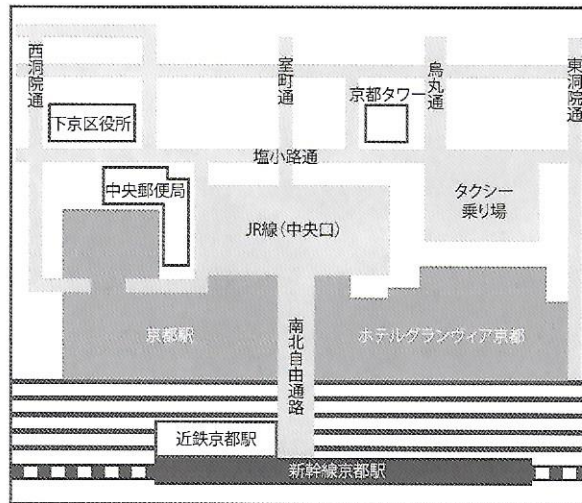 西洞院通
室町通
烏丸通
東洞院通
京都タワー
下京区役所
塩小路通
中央郵便局
タクシー
乗り場
JR線(中央口)
京都駅
南北自由通路
ホテルグランヴィア京都
近鉄京都駅
新幹線京都駅